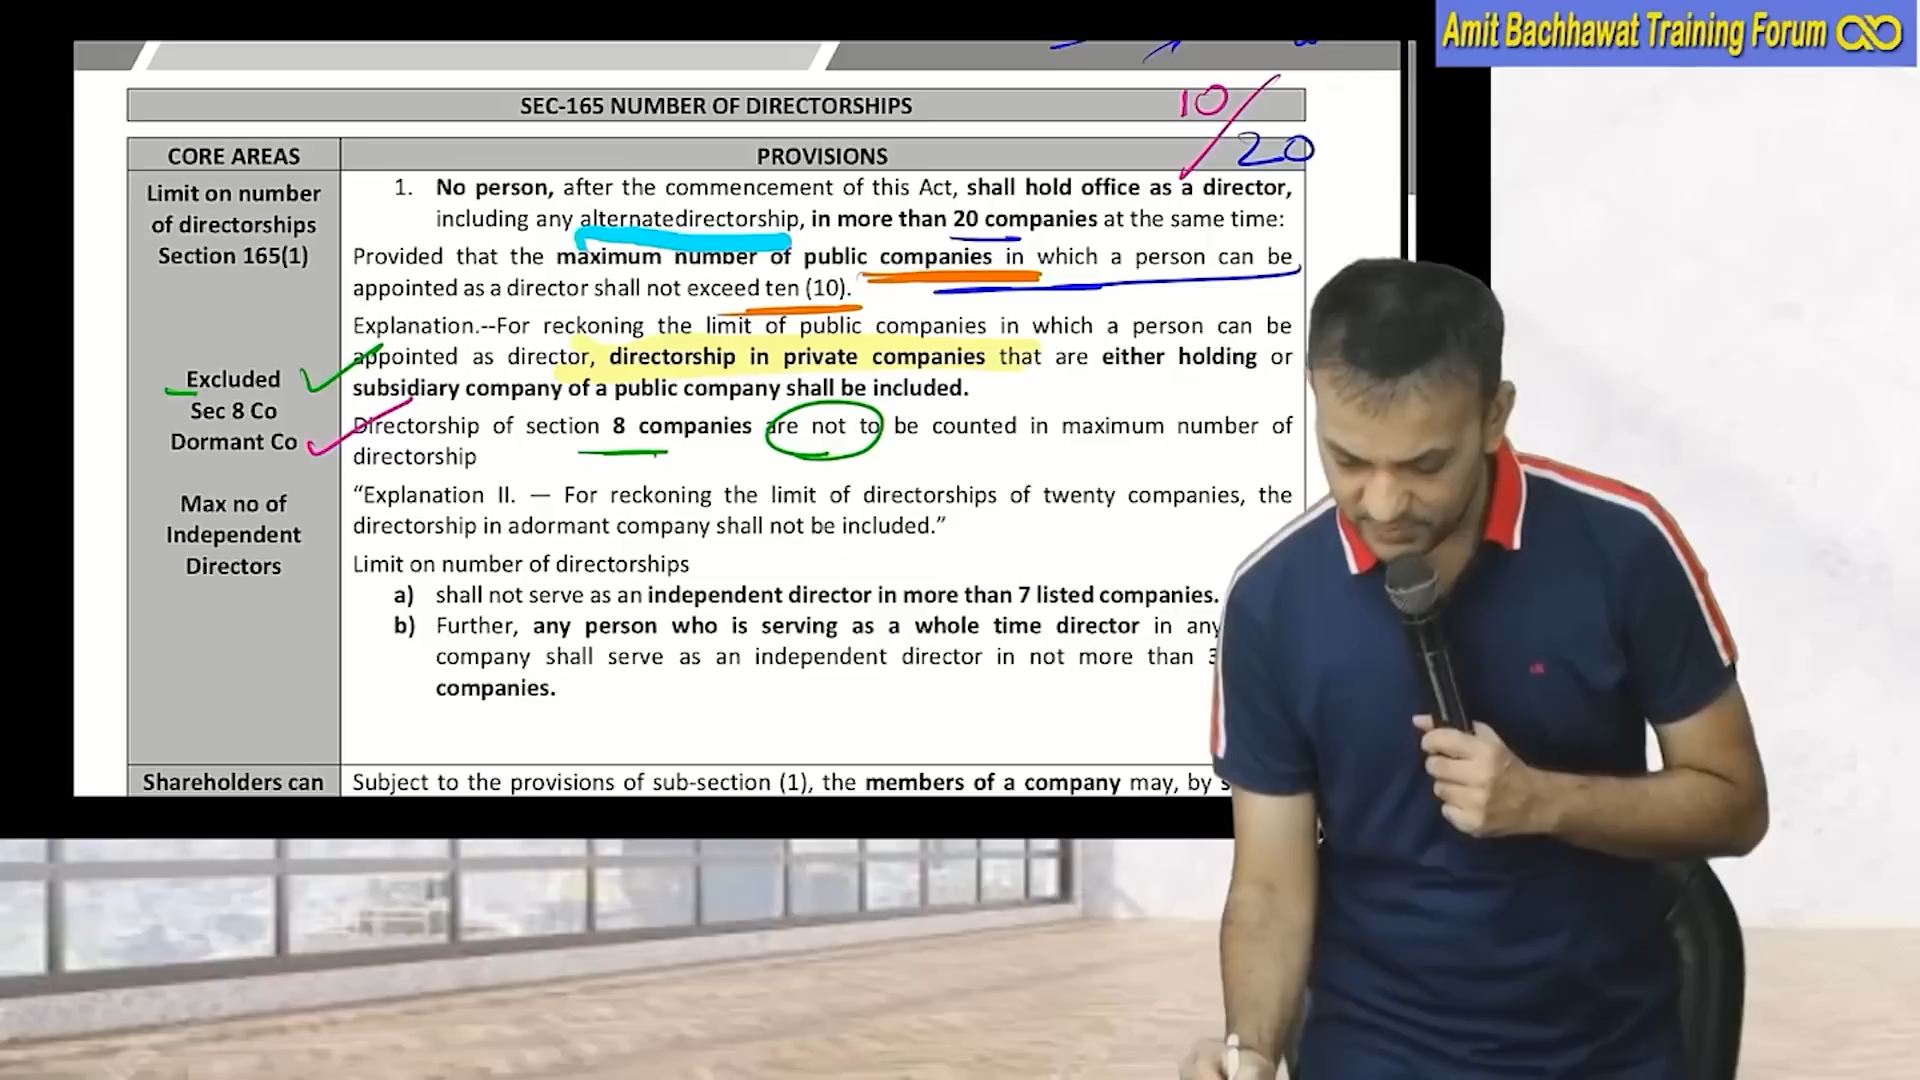 Amit Bachhawat Training Forum
SEC-165 NUMBER OF DIRECTORSHIPS
10/20
CORE AREAS
PROVISIONS
Limit on number
of directorships
Section 165(1)
1. No person, after the commencement of this Act, shall hold office as a director,
including any alternatedirectorship, in more than 20 companies at the same time:
Provided that the maximum number of public companies in which a person can be
appointed as a director shall not exceed ten (10).
Explanation.--For reckoning the limit of public companies in which a person can be
appointed as director, directorship in private companies that are either holding or
subsidiary company of a public company shall be included.
Excluded
Sec 8 Co
Dormant Co
Directorship of section 8 companies are not to be counted in maximum number of
directorship
“Explanation II. — For reckoning the limit of directorships of twenty companies, the
directorship in adormant company shall not be included.”
Max no of
Independent
Directors
Limit on number of directorships
a) shall not serve as an independent director in more than 7 listed companies.
b) Further, any person who is serving as a whole time director in any
company shall serve as an independent director in not more than 3
companies.
Shareholders can
Subject to the provisions of sub-section (1), the members of a company may, by